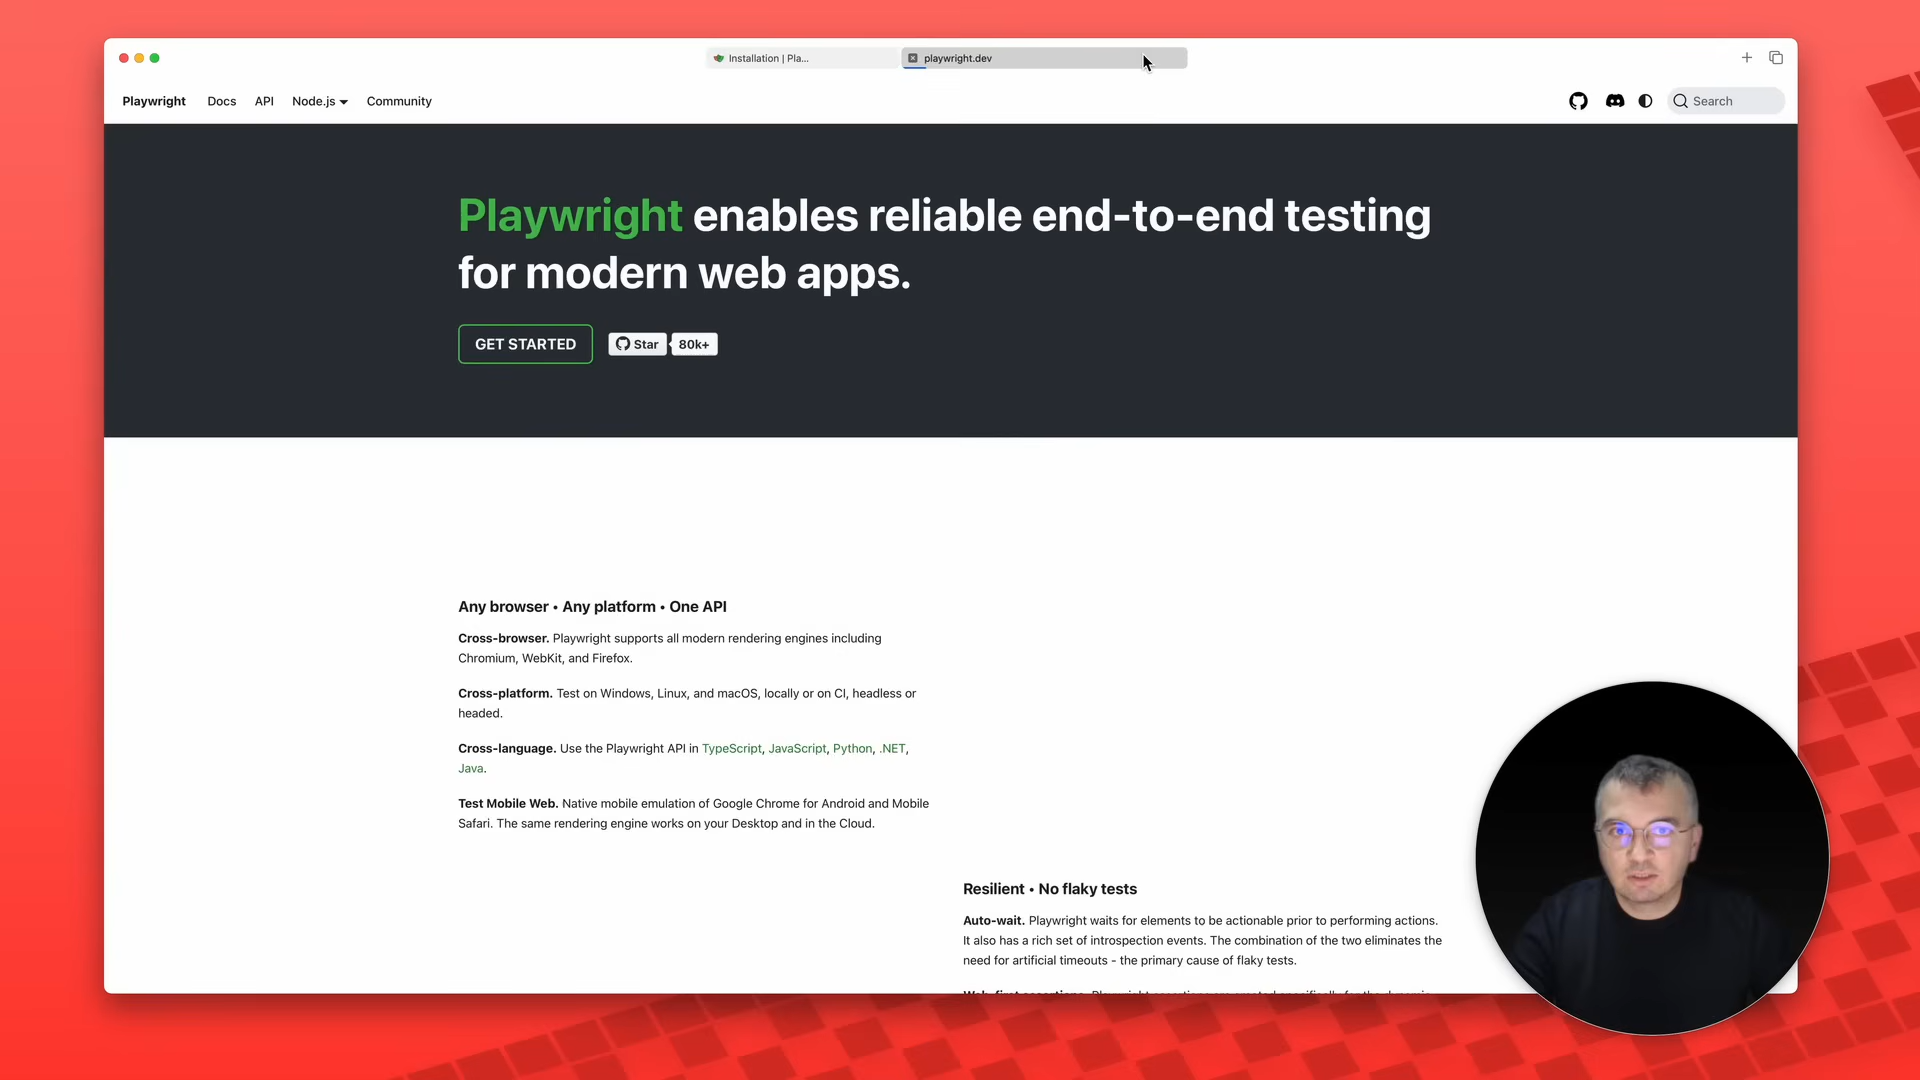 Installation | Pla...
playwright.dev
Playwright Docs API Node.js Community
Search
Playwright enables reliable end-to-end testing
for modern web apps.
GET STARTED
Star 80k+
Any browser • Any platform • One API
Cross-browser. Playwright supports all modern rendering engines including
Chromium, WebKit, and Firefox.
Cross-platform. Test on Windows, Linux, and macOS, locally or on CI, headless or
headed.
Cross-language. Use the Playwright API in TypeScript, JavaScript, Python, .NET,
Java.
Test Mobile Web. Native mobile emulation of Google Chrome for Android and Mobile
Safari. The same rendering engine works on your Desktop and in the Cloud.
Resilient • No flaky tests
Auto-wait. Playwright waits for elements to be actionable prior to performing actions.
It also has a rich set of introspection events. The combination of the two eliminates the
need for artificial timeouts - the primary cause of flaky tests.